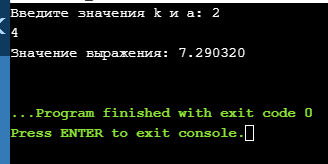 Введите значения k и a: 2
4
Значение выражения: 7.290320
...Program finished with exit code 0
Press ENTER to exit console.